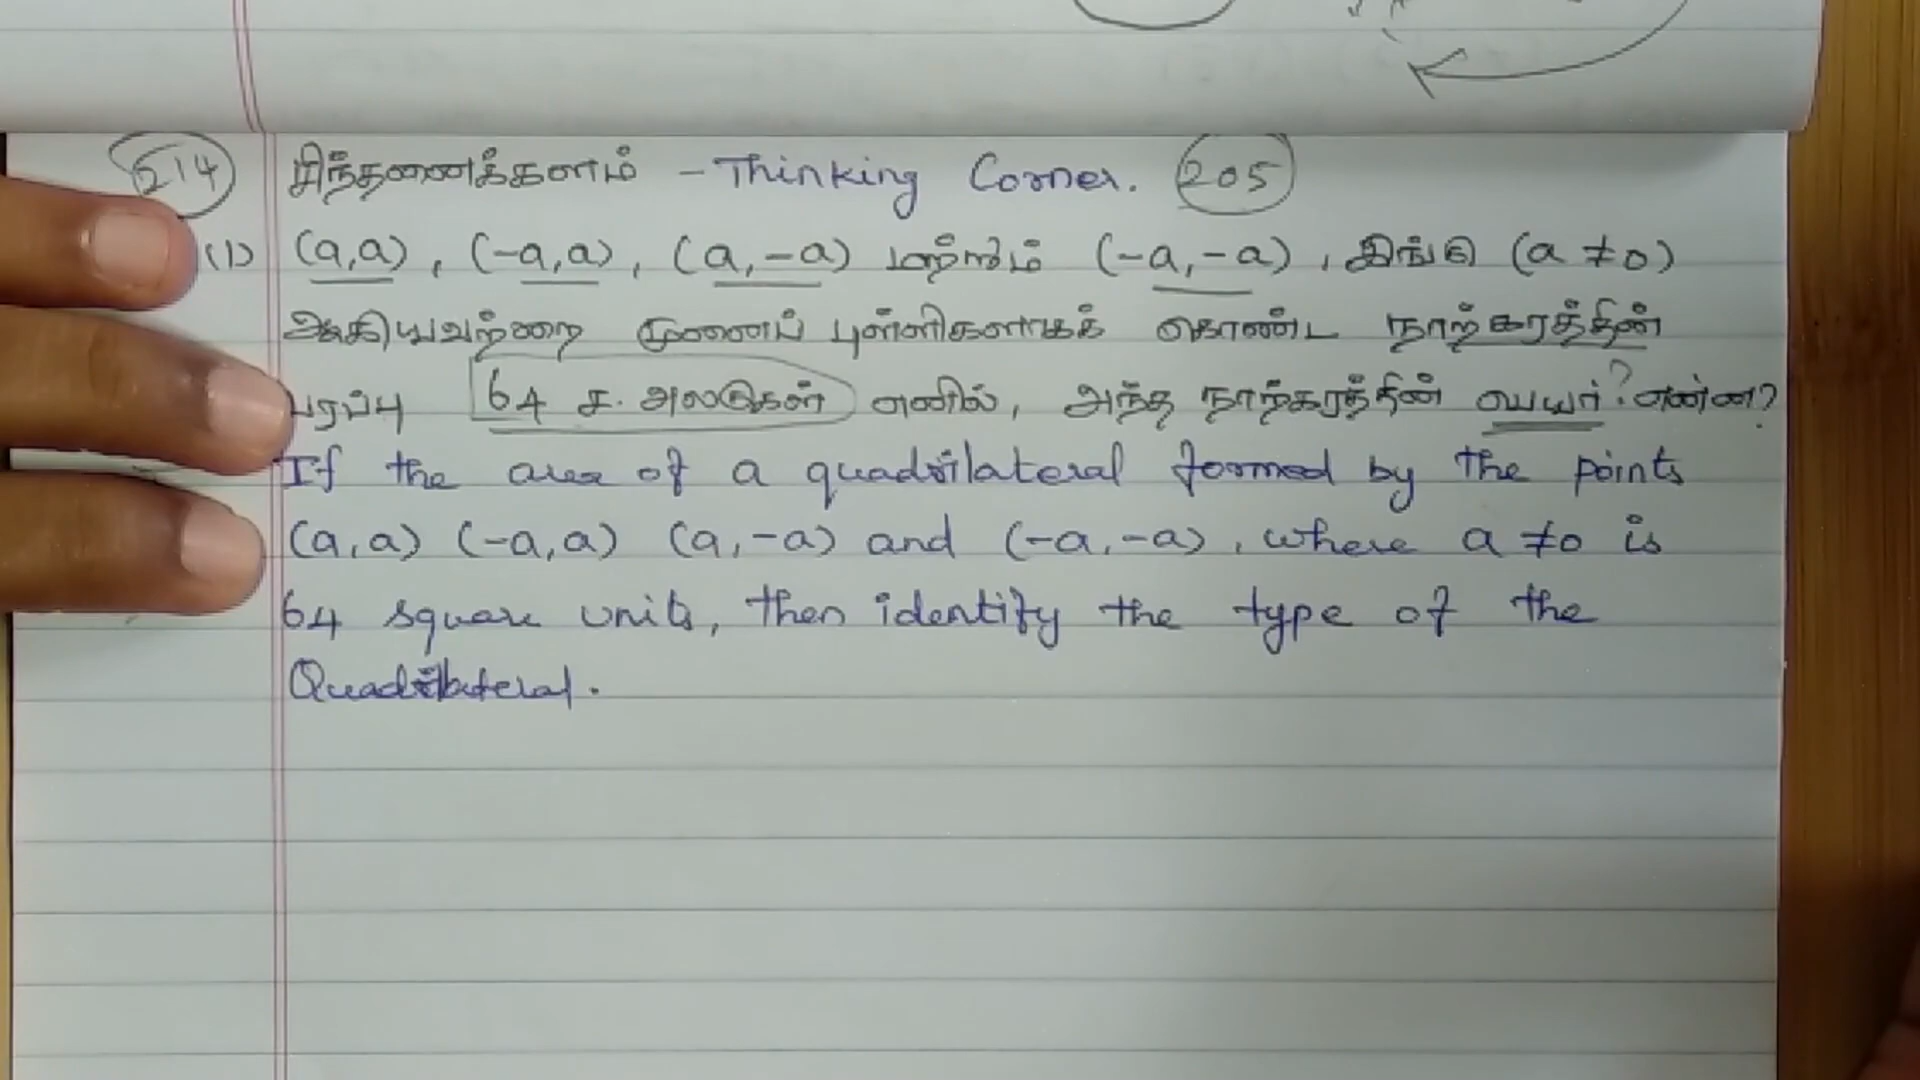 214 சிந்தனைக்களம் - Thinking Corner. 205
(1) (a,a), (-a,a), (a,-a) மற்றும் (-a,-a), இங்கு (a ≠ 0)
ஆகியவற்றை முனைப் புள்ளிகளாகக் கொண்ட நாற்கரத்தின்
பரப்பு 64 ச. அலகுகள் எனில், அந்த நாற்கரத்தின் பெயர்? என்ன?
If the area of a quadrilateral formed by the points
(a,a) (-a,a) (a,-a) and (-a,-a), where a ≠ 0 is
64 square units, then identify the type of the
Quadrilateral.